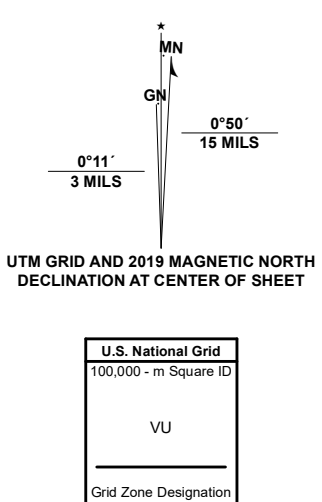 MN
GN
0°50´
15 MILS
0°11´
3 MILS
UTM GRID AND 2019 MAGNETIC NORTH
DECLINATION AT CENTER OF SHEET
U.S. National Grid
100,000 - m Square ID
VU
Grid Zone Designation